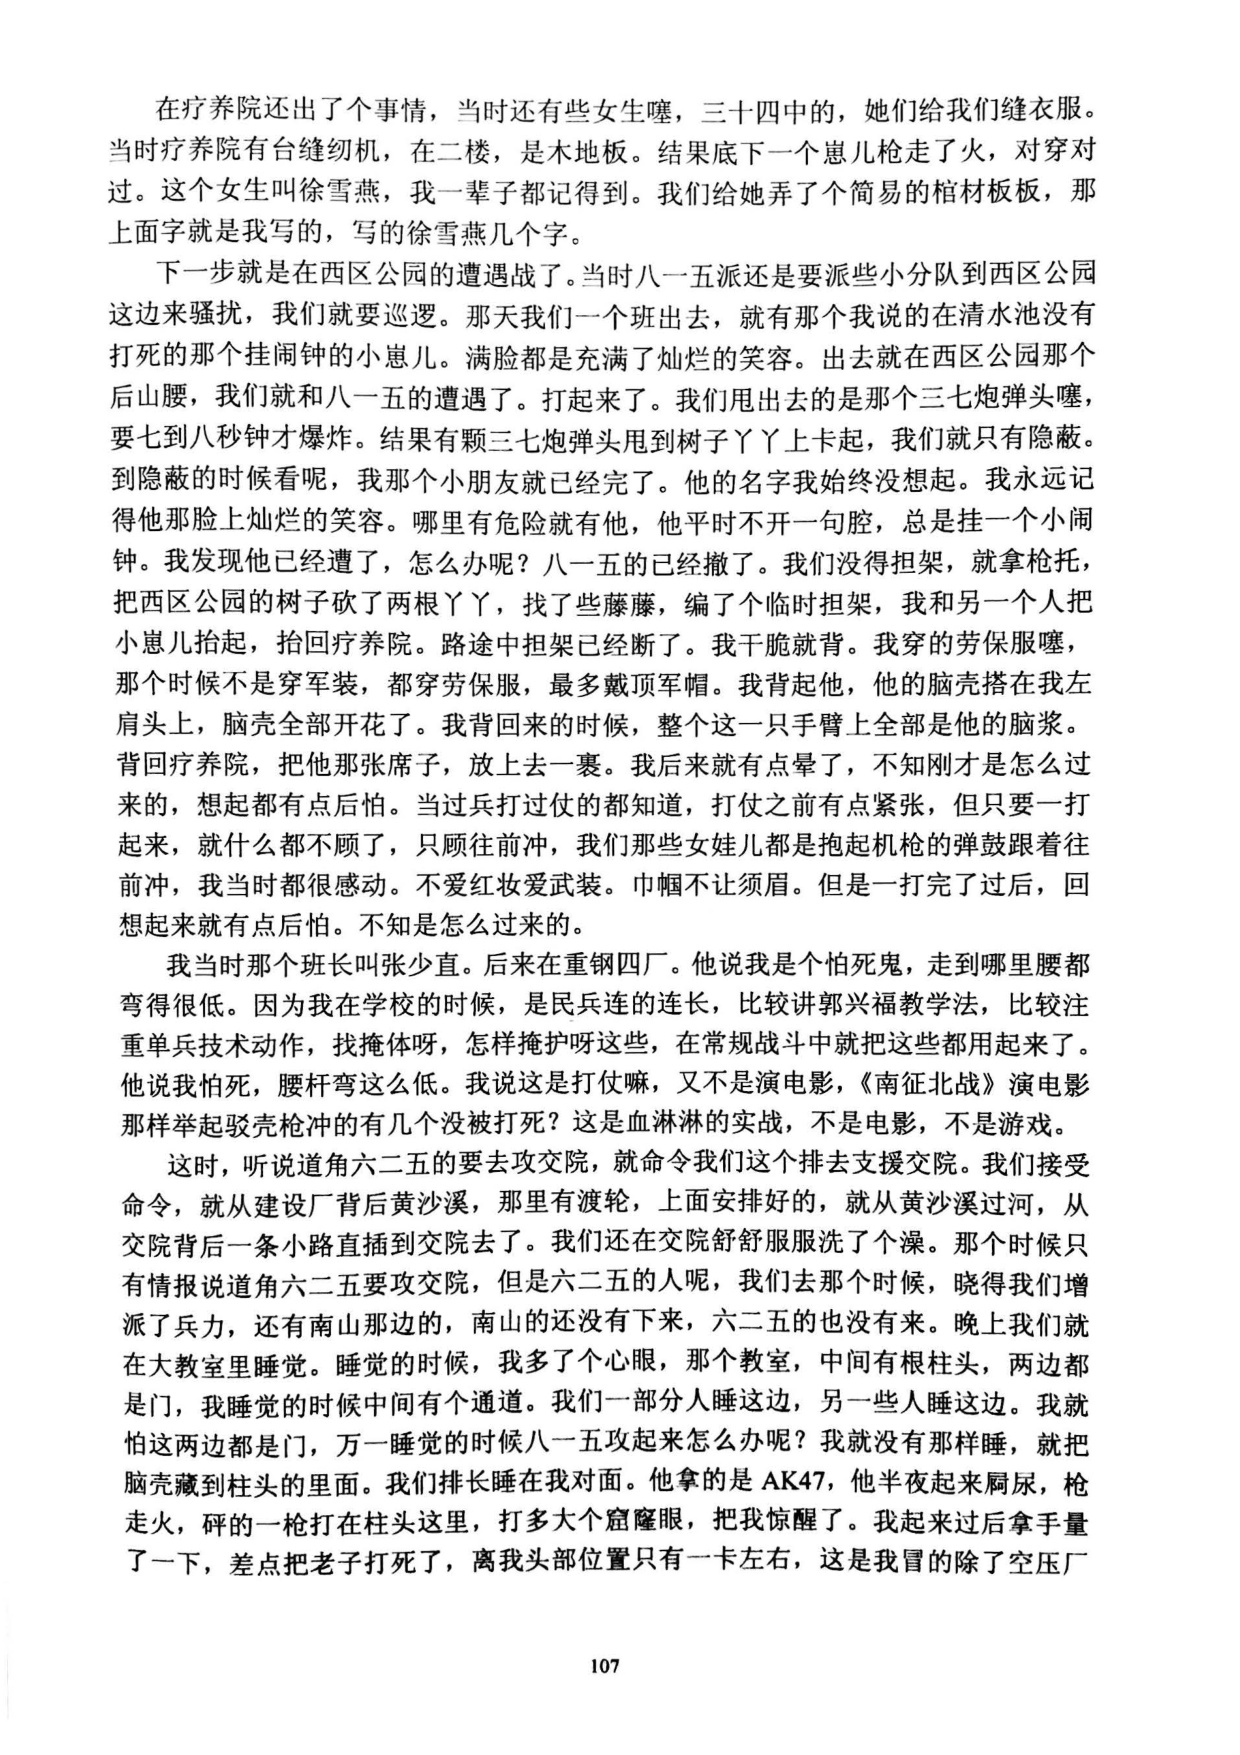 在疗养院还出了个事情，当时还有些女生噻，三十四中的，她们给我们缝衣服。
当时疗养院有台缝纫机，在二楼，是木地板。结果底下一个崽儿枪走了火，对穿对
过。这个女生叫徐雪燕，我一辈子都记得到。我们给她弄了个简易的棺材板板，那
上面字就是我写的，写的徐雪燕几个字。
下一步就是在西区公园的遭遇战了。当时八一五派还是要派些小分队到西区公园
这边来骚扰，我们就要巡逻。那天我们一个班出去，就有那个我说的在清水池没有
打死的那个挂闹钟的小崽儿。满脸都是充满了灿烂的笑容。出去就在西区公园那个
后山腰，我们就和八一五的遭遇了。打起来了。我们甩出去的是那个三七炮弹头噻，
要七到八秒钟才爆炸。结果有颗三七炮弹头甩到树子丫丫上卡起，我们就只有隐蔽。
到隐蔽的时候看呢，我那个小朋友就已经完了。他的名字我始终没想起。我永远记
得他那脸上灿烂的笑容。哪里有危险就有他，他平时不开一句腔，总是挂一个小闹
钟。我发现他已经遭了，怎么办呢？八一五的已经撤了。我们没得担架，就拿枪托，
把西区公园的树子砍了两根丫丫，找了些藤藤，编了个临时担架，我和另一个人把
小崽儿抬起，抬回疗养院。路途中担架已经断了。我干脆就背。我穿的劳保服噻，
那个时候不是穿军装，都穿劳保服，最多戴顶军帽。我背起他，他的脑壳搭在我左
肩头上，脑壳全部开花了。我背回来的时候，整个这一只手臂上全部是他的脑浆。
背回疗养院，把他那张席子，放上去一裹。我后来就有点晕了，不知刚才是怎么过
来的，想起都有点后怕。当过兵打过仗的都知道，打仗之前有点紧张，但只要一打
起来，就什么都不顾了，只顾往前冲，我们那些女娃儿都是抱起机枪的弹鼓跟着往
前冲，我当时都很感动。不爱红妆爱武装。巾帼不让须眉。但是一打完了过后，回
想起来就有点后怕。不知是怎么过来的。
我当时那个班长叫张少直。后来在重钢四厂。他说我是个怕死鬼，走到哪里腰都
弯得很低。因为我在学校的时候，是民兵连的连长，比较讲郭兴福教学法，比较注
重单兵技术动作，找掩体呀，怎样掩护呀这些，在常规战斗中就把这些都用起来了。
他说我怕死，腰杆弯这么低。我说这是打仗嘛，又不是演电影，《南征北战》演电影
那样举起驳壳枪冲的有几个没被打死？这是血淋淋的实战，不是电影，不是游戏。
这时，听说道角六二五的要去攻交院，就命令我们这个排去支援交院。我们接受
命令，就从建设厂背后黄沙溪，那里有渡轮，上面安排好的，就从黄沙溪过河，从
交院背后一条小路直插到交院去了。我们还在交院舒舒服服洗了个澡。那个时候只
有情报说道角六二五要攻交院，但是六二五的人呢，我们去那个时候，晓得我们增
派了兵力，还有南山那边的，南山的还没有下来，六二五的也没有来。晚上我们就
在大教室里睡觉。睡觉的时候，我多了个心眼，那个教室，中间有根柱头，两边都
是门，我睡觉的时候中间有个通道。我们一部分人睡这边，另一些人睡这边。我就
怕这两边都是门，万一睡觉的时候八一五攻起来怎么办呢？我就没有那样睡，就把
脑壳藏到柱头的里面。我们排长睡在我对面。他拿的是 AK47，他半夜起来屙尿，枪
走火，砰的一枪打在柱头这里，打多大个窟窿眼，把我惊醒了。我起来过后拿手量
了一下，差点把老子打死了，离我头部位置只有一卡左右，这是我冒的除了空压厂
107